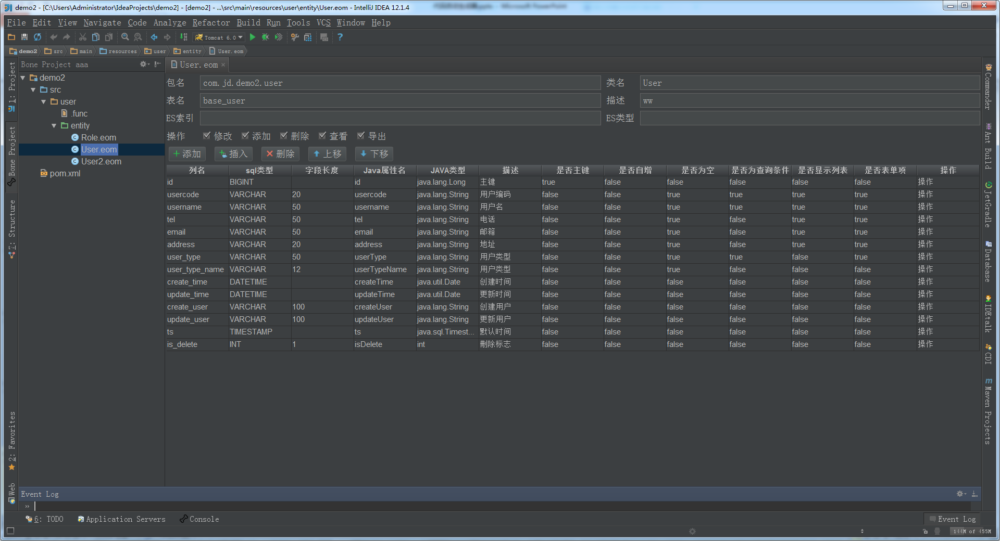 demo2 - [C:\Users\Administrator\IdeaProjects\demo2] - [demo2] - ...\src\main\resources\user\entity\User.eom - IntelliJ IDEA 12.1.4
File Edit View Navigate Code Analyze Refactor Build Run Tools VCS Window Help
Tomcat 6.0
demo2 src main resources user entity User.eom
Bone Project aaa
User.eom
demo2
src
user
.func
entity
Role.eom
User.eom
User2.eom
pom.xml
1: Project
Bone Project
7: Structure
2: Favorites
Web
包名 com.jd.demo2.user 类名 User
表名 base_user 描述 ww
ES索引 ES类型
操作 修改 添加 删除 查看 导出
添加 插入 删除 上移 下移
列名 sql类型 字段长度 Java属性名 JAVA类型 描述 是否主键 是否自增 是否为空 是否为查询条件 是否显示列表 是否表单项 操作
id BIGINT id java.lang.Long 主键 true false false false false false 操作
usercode VARCHAR 20 usercode java.lang.String 用户编码 false false true true true true 操作
username VARCHAR 50 username java.lang.String 用户名 false false true true true true 操作
tel VARCHAR 50 tel java.lang.String 电话 false false true false true true 操作
email VARCHAR 50 email java.lang.String 邮箱 false false true false true true 操作
address VARCHAR 20 address java.lang.String 地址 false false true false true true 操作
user_type VARCHAR 50 userType java.lang.String 用户类型 false false true true false true 操作
user_type_name VARCHAR 12 userTypeName java.lang.String 用户类型 false false true false false false 操作
create_time DATETIME createTime java.util.Date 创建时间 false false false false false false 操作
update_time DATETIME updateTime java.util.Date 更新时间 false false false false false false 操作
create_user VARCHAR 100 createUser java.lang.String 创建用户 false false false false false false 操作
update_user VARCHAR 100 updateUser java.lang.String 更新用户 false false false false false false 操作
ts TIMESTAMP ts java.sql.Timest... 默认时间 false false false false false false 操作
is_delete INT 1 isDelete int 刪除标志 false false false false false false 操作
Commander
Ant Build
JetGradle
Database
IDEtalk
CDI
Maven Projects
Event Log
»
6: TODO Application Servers Console Event Log
144M of 455M